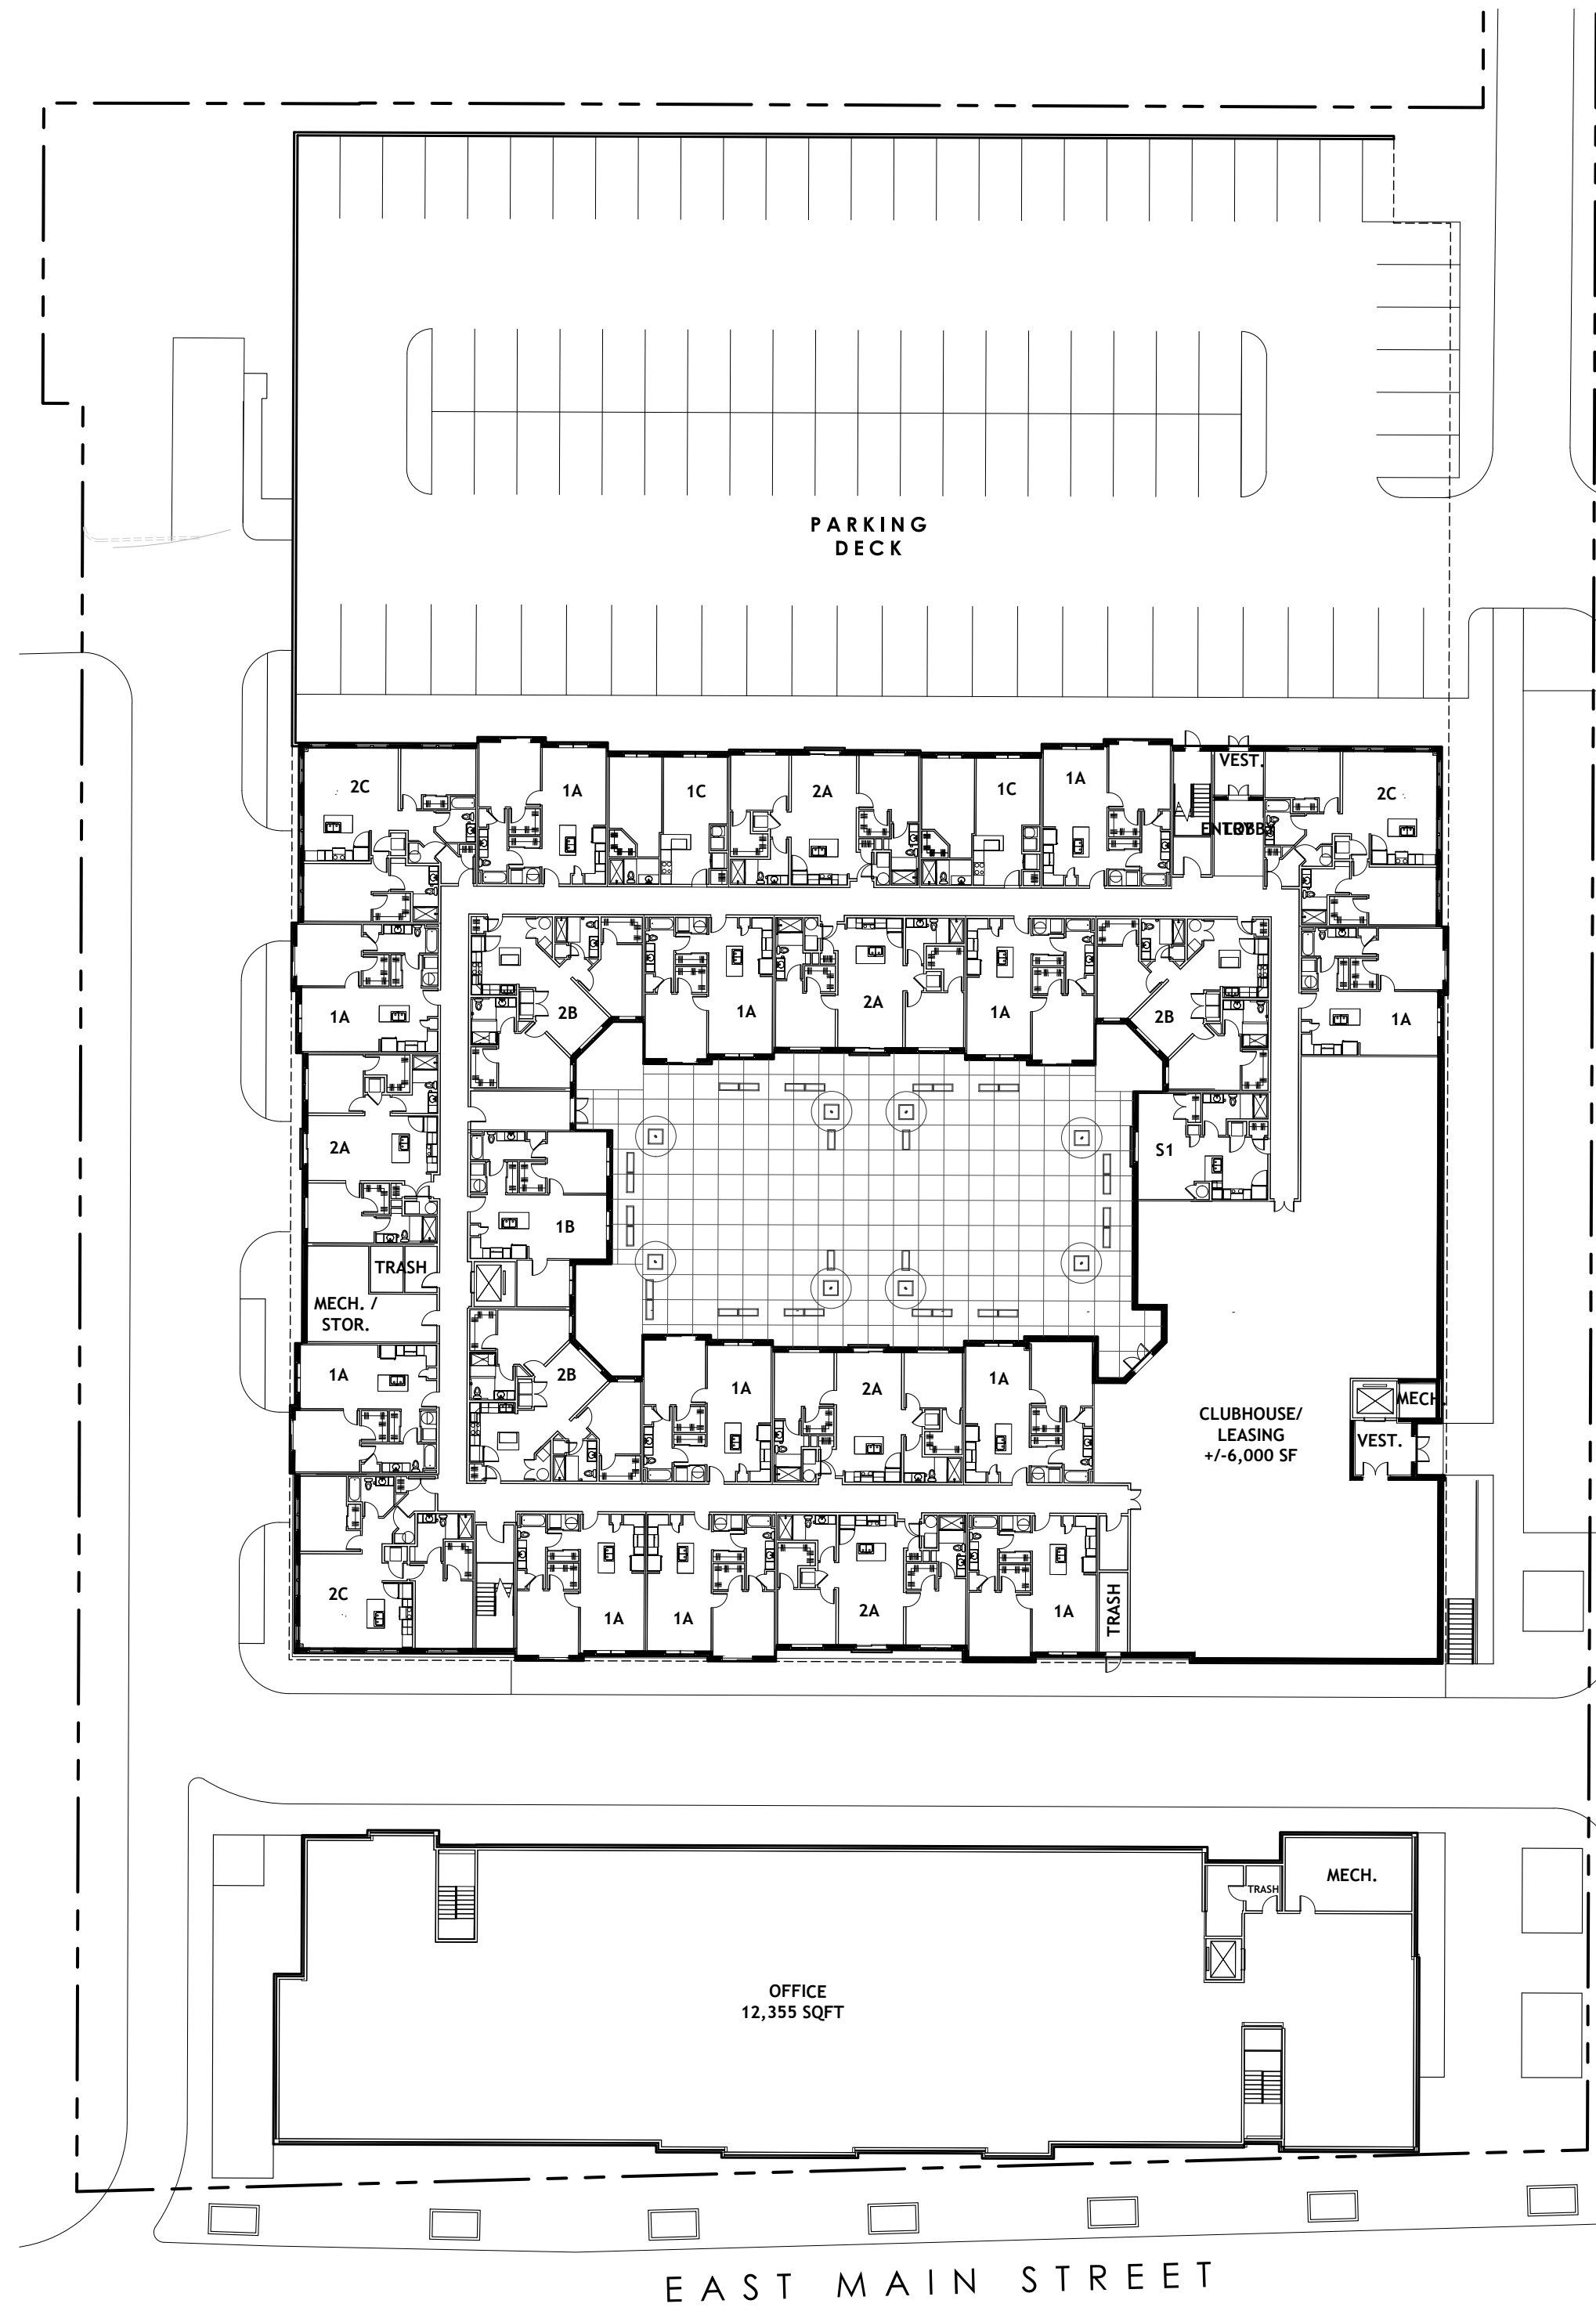 PARKING
DECK
VEST.
2C
1A
1C
2A
1C
1A
2C
1A
2B
1A
2A
1A
2B
1A
2A
S1
1B
TRASH
MECH. /
STOR.
1A
2B
1A
2A
1A
MECH.
CLUBHOUSE/
LEASING
+/-6,000 SF
VEST.
2C
1A
1A
2A
1A
TRASH
MECH.
TRASH
OFFICE
12,355 SQFT
EAST MAIN STREET